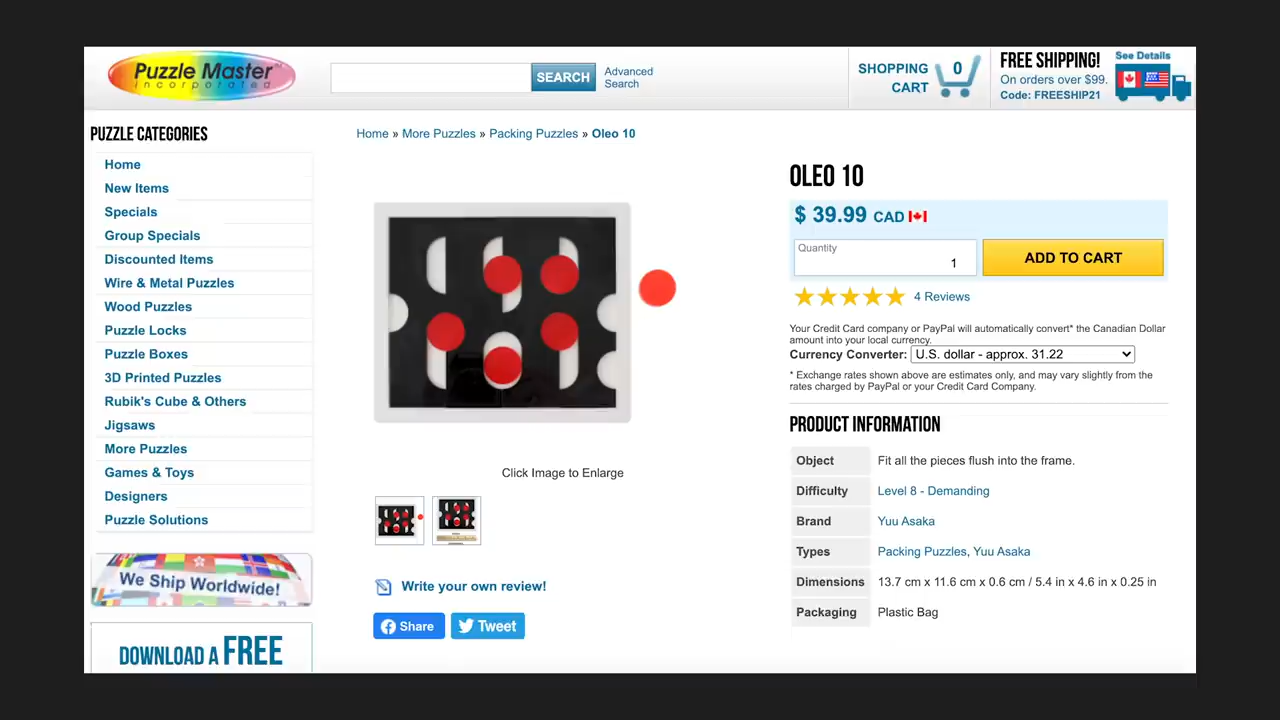 Puzzle Master
incorporated
SEARCH
Advanced
Search
SHOPPING
CART
0
FREE SHIPPING!
On orders over $99.
Code: FREESHIP21
See Details
PUZZLE CATEGORIES
Home
New Items
Specials
Group Specials
Discounted Items
Wire & Metal Puzzles
Wood Puzzles
Puzzle Locks
Puzzle Boxes
3D Printed Puzzles
Rubik's Cube & Others
Jigsaws
More Puzzles
Games & Toys
Designers
Puzzle Solutions
We Ship Worldwide!
DOWNLOAD A FREE
Home » More Puzzles » Packing Puzzles » Oleo 10
Click Image to Enlarge
Write your own review!
Share
Tweet
OLEO 10
$ 39.99 CAD
Quantity
1
ADD TO CART
4 Reviews
Your Credit Card company or PayPal will automatically convert* the Canadian Dollar
amount into your local currency.
Currency Converter: U.S. dollar - approx. 31.22
* Exchange rates shown above are estimates only, and may vary slightly from the
rates charged by PayPal or your Credit Card Company.
PRODUCT INFORMATION
Object Fit all the pieces flush into the frame.
Difficulty Level 8 - Demanding
Brand Yuu Asaka
Types Packing Puzzles, Yuu Asaka
Dimensions 13.7 cm x 11.6 cm x 0.6 cm / 5.4 in x 4.6 in x 0.25 in
Packaging Plastic Bag